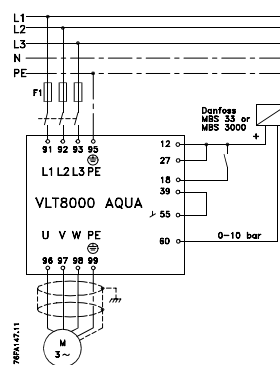 L1
L2
L3
N
PE
F1
Danfoss
MBS 33 or
MBS 3000
+
91 92 93 95
12
27
L1 L2 L3 PE
18
39
VLT8000 AQUA
55
U V W PE
60
0-10 bar
96 97 98 99
M
3~
76FA147.11